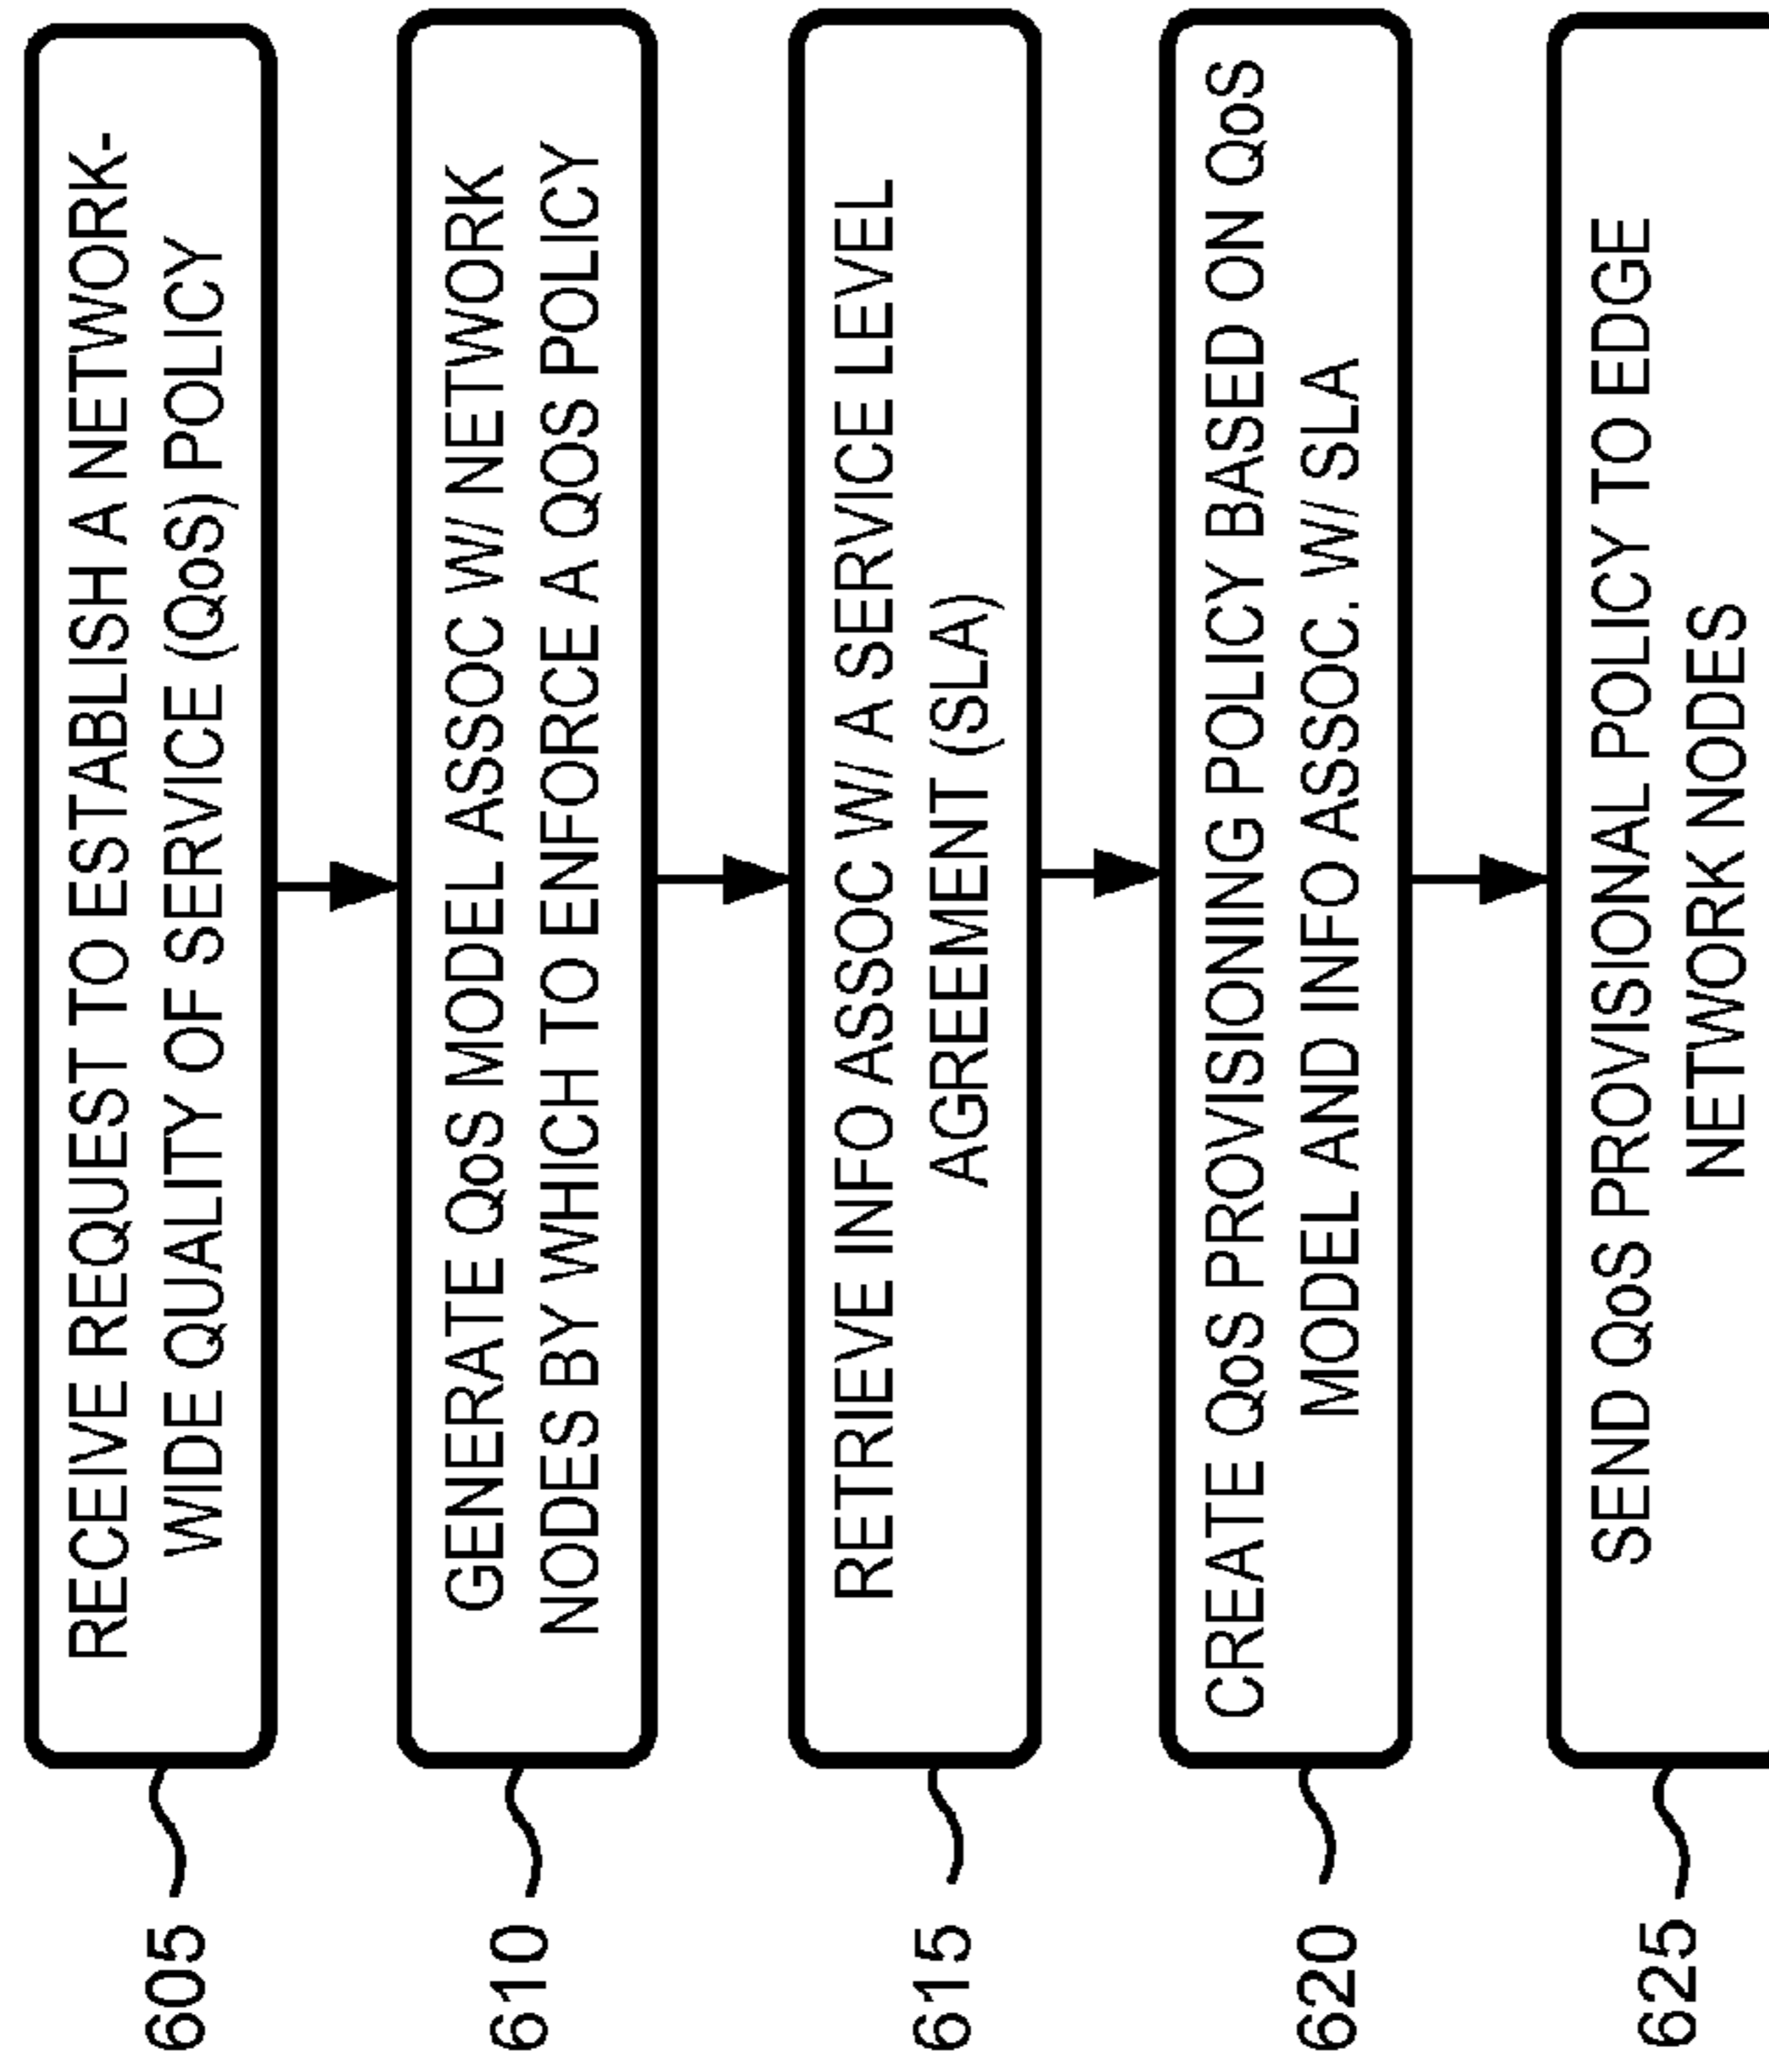 605
RECEIVE REQUEST TO ESTABLISH A NETWORK-
WIDE QUALITY OF SERVICE (QoS) POLICY
610
GENERATE QoS MODEL ASSOC W/ NETWORK
NODES BY WHICH TO ENFORCE A QOS POLICY
615
RETRIEVE INFO ASSOC W/ A SERVICE LEVEL
AGREEMENT (SLA)
620
CREATE QoS PROVISIONING POLICY BASED ON QoS
MODEL AND INFO ASSOC. W/ SLA
625
SEND QoS PROVISIONAL POLICY TO EDGE
NETWORK NODES